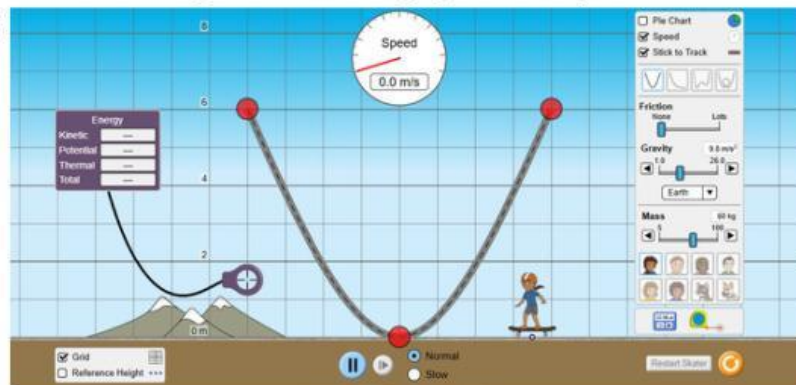 8
Speed
0.0 m/s
6
Energy
Kinetic
Potential
Thermal
Total
4
2
0 m
Grid
Reference Height
Normal
Slow
Pie Chart
Speed
Stick to Track
Friction
None Lots
Gravity 9.8 m/s²
1.0 26.0
Earth
Mass 60 kg
5 100
Restart Skater